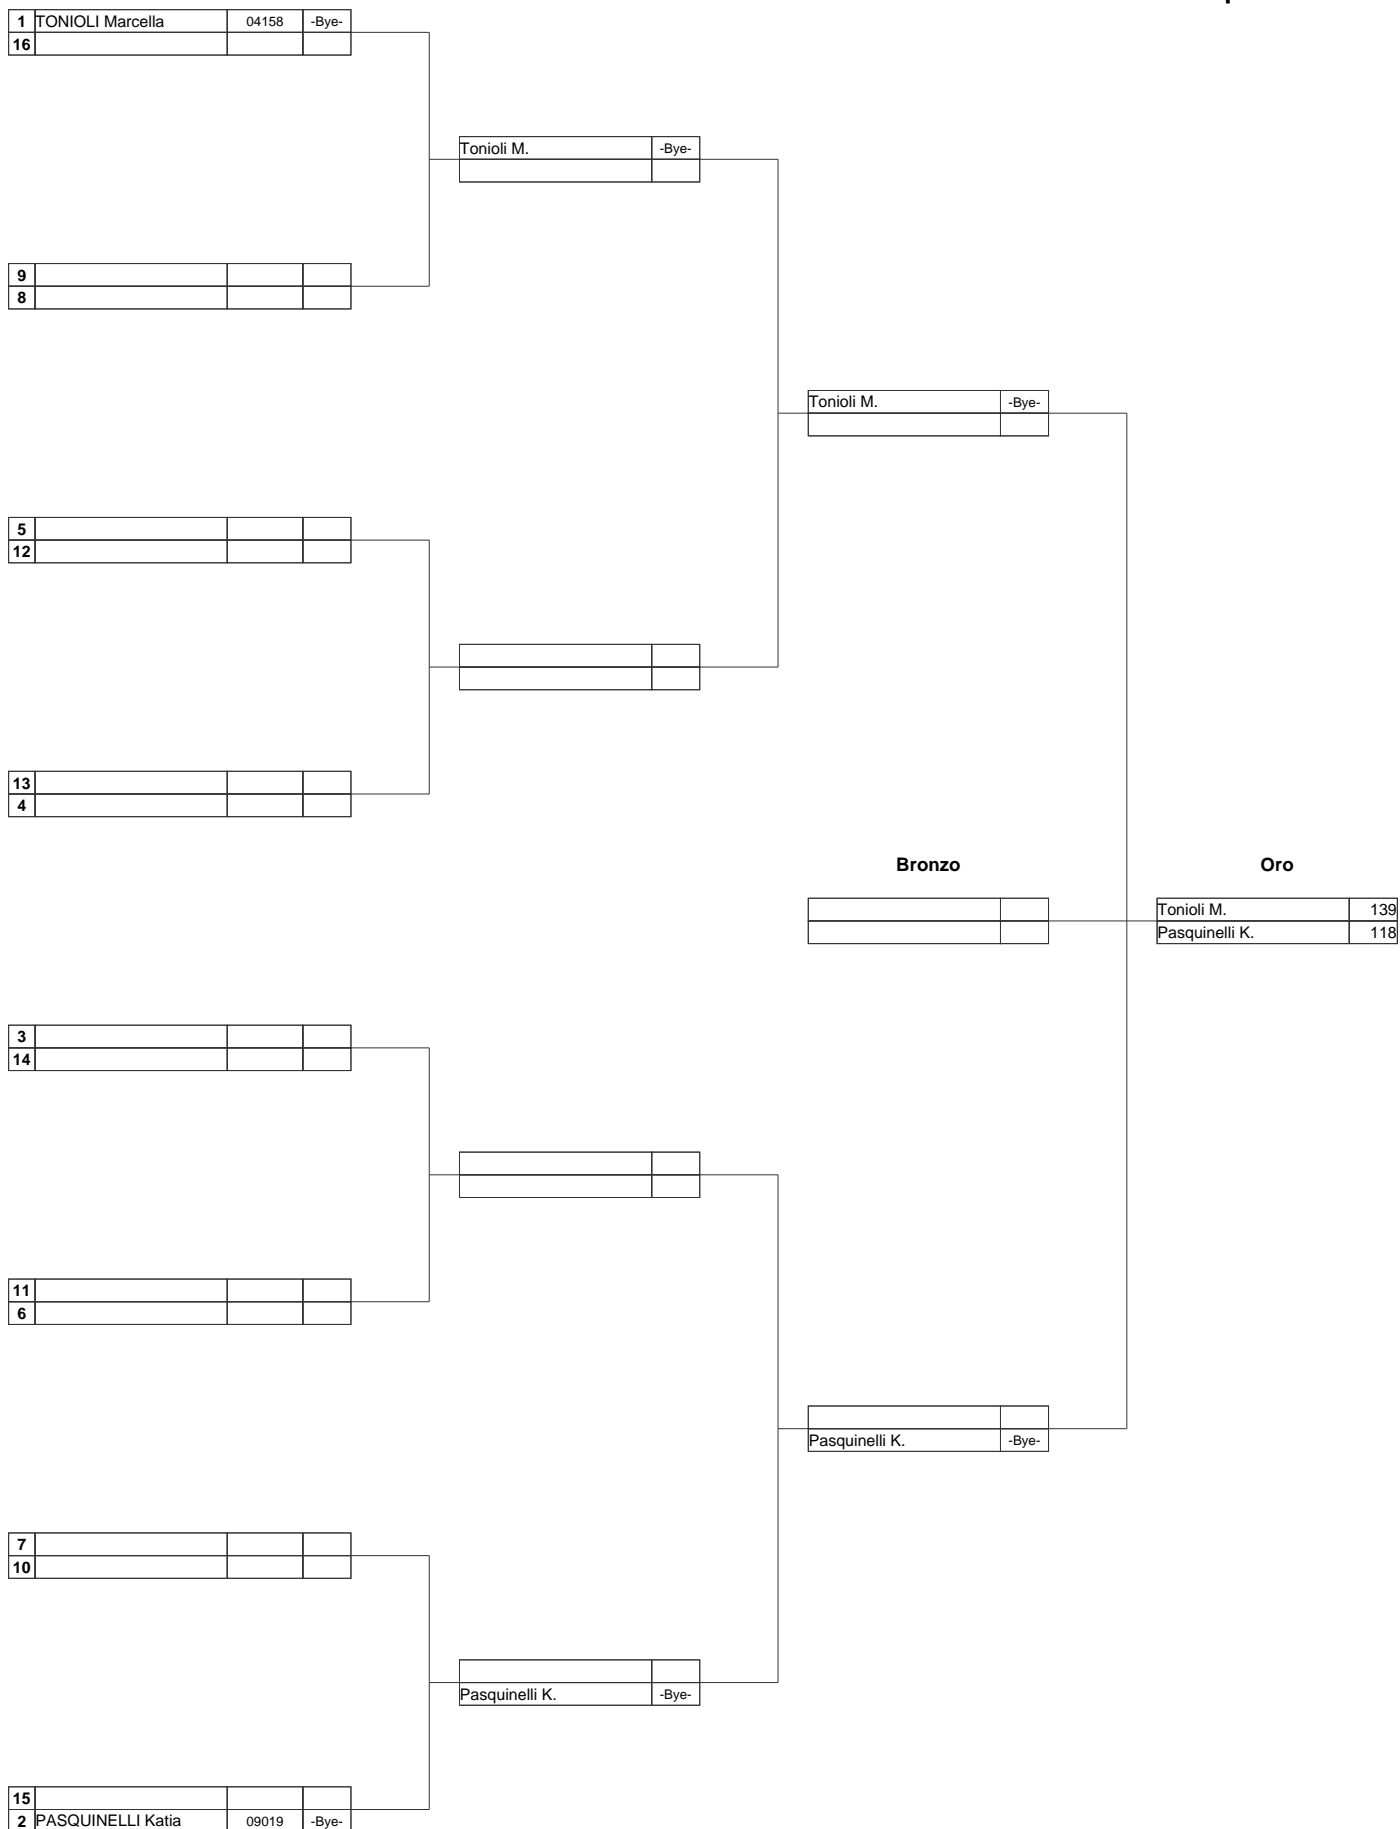 1 TONIOLI Marcella 04158 -Bye-
16
Tonioli M. -Bye-
9
8
Tonioli M. -Bye-
5
12
13
4
Bronzo Oro
Tonioli M. 139
Pasquinelli K. 118
3
14
11
6
Pasquinelli K. -Bye-
7
10
Pasquinelli K. -Bye-
15
2 PASQUINELLI Katia 09019 -Bye-